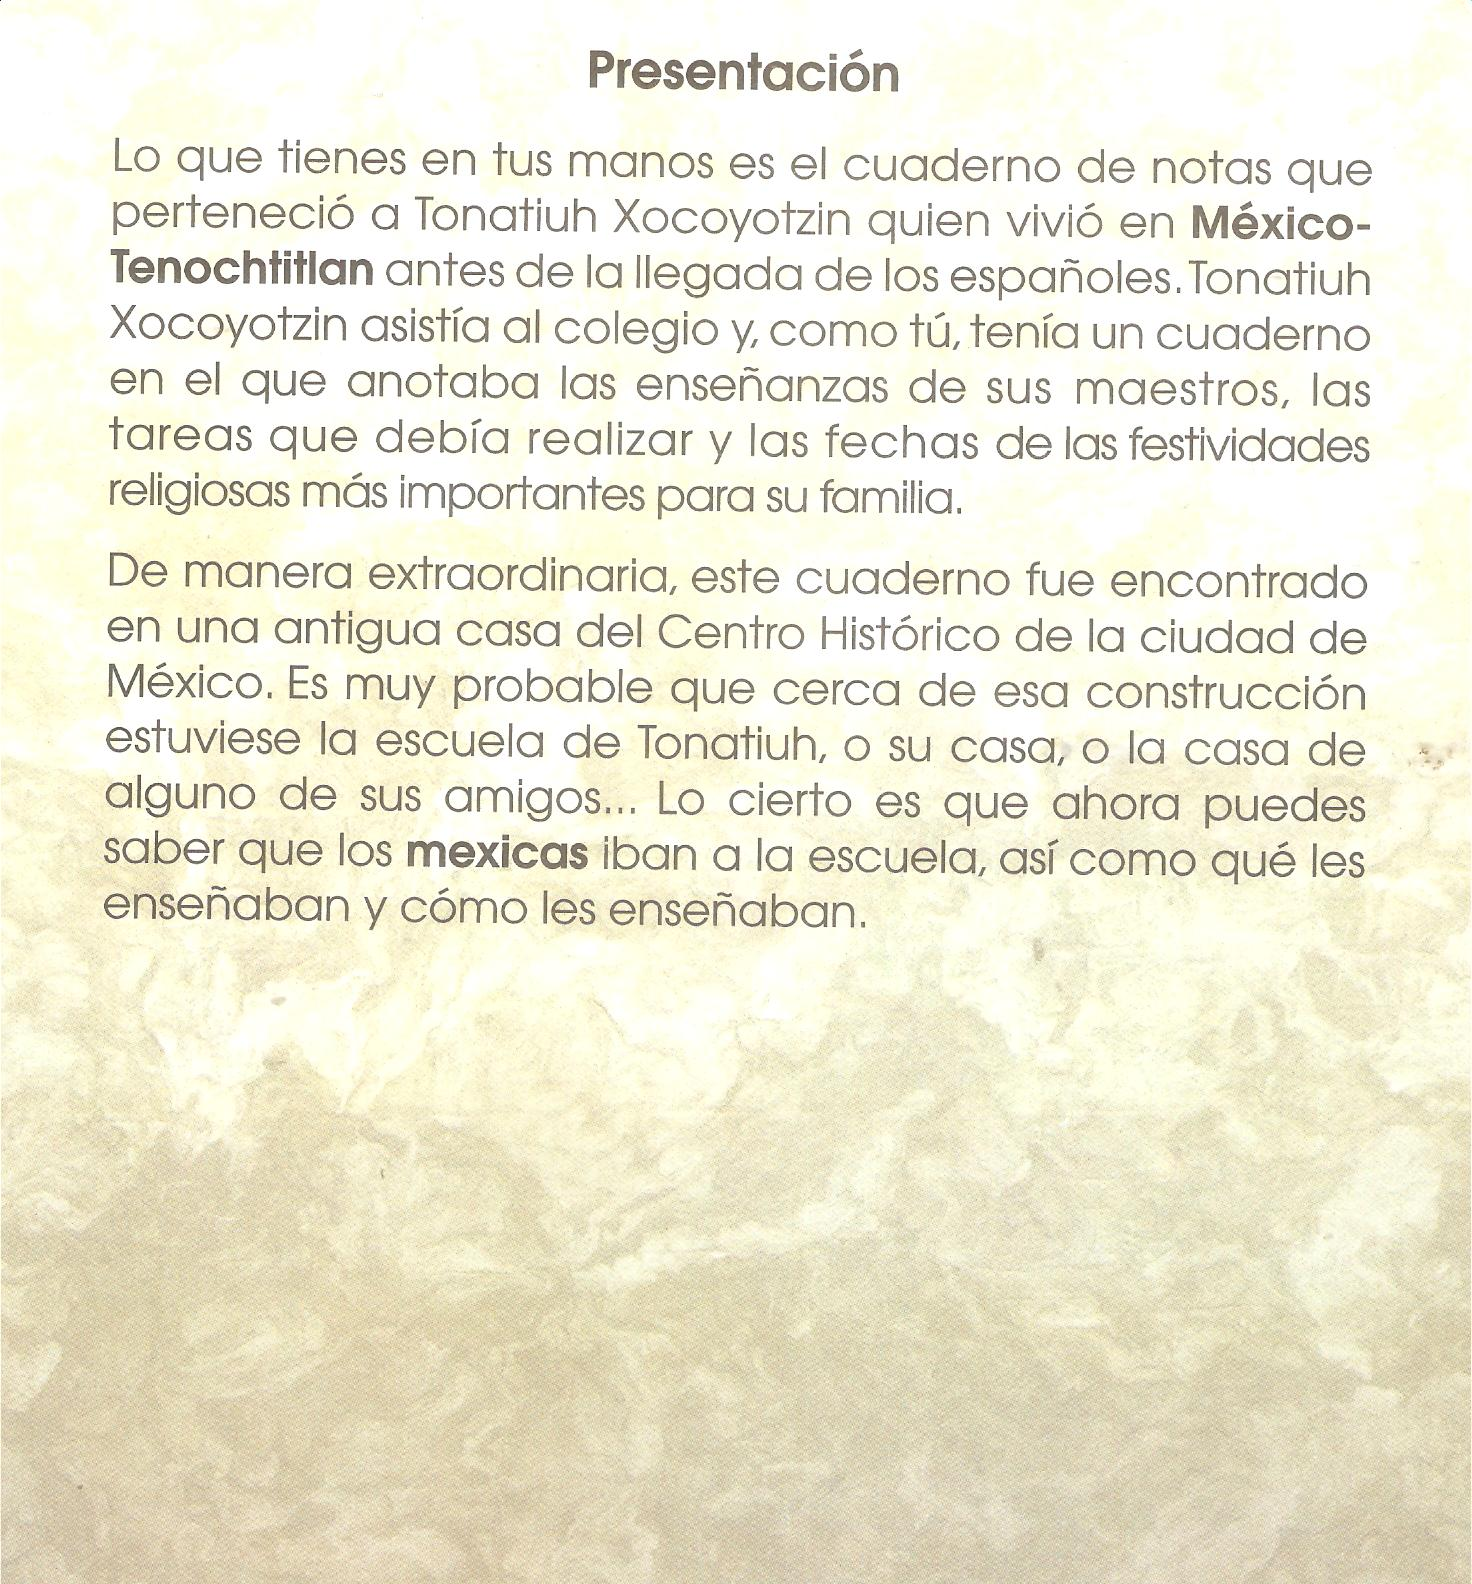 Presentación
Lo que tienes en tus manos es el cuaderno de notas que
perteneció a Tonatiuh Xocoyotzin quien vivió en México-
Tenochtitlan antes de la llegada de los españoles. Tonatiuh
Xocoyotzin asistía al colegio y, como tú, tenía un cuaderno
en el que anotaba las enseñanzas de sus maestros, las
tareas que debía realizar y las fechas de las festividades
religiosas más importantes para su familia.
De manera extraordinaria, este cuaderno fue encontrado
en una antigua casa del Centro Histórico de la ciudad de
México. Es muy probable que cerca de esa construcción
estuviese la escuela de Tonatiuh, o su casa, o la casa de
alguno de sus amigos... Lo cierto es que ahora puedes
saber que los mexicas iban a la escuela, así como qué les
enseñaban y cómo les enseñaban.